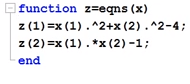 function z=eqns(x)
z(1)=x(1).^2+x(2).^2-4;
z(2)=x(1).*x(2)-1;
end